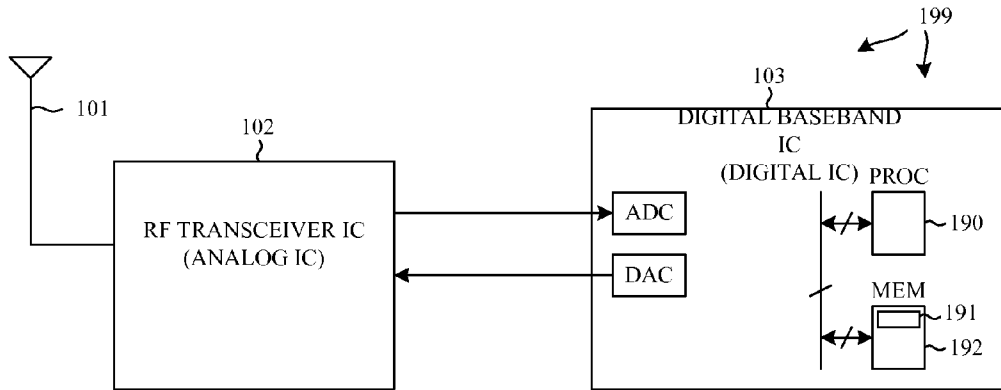 199
101
102
103
RF TRANSCEIVER IC
(ANALOG IC)
DIGITAL BASEBAND
IC
(DIGITAL IC)
ADC
DAC
PROC
190
MEM
191
192